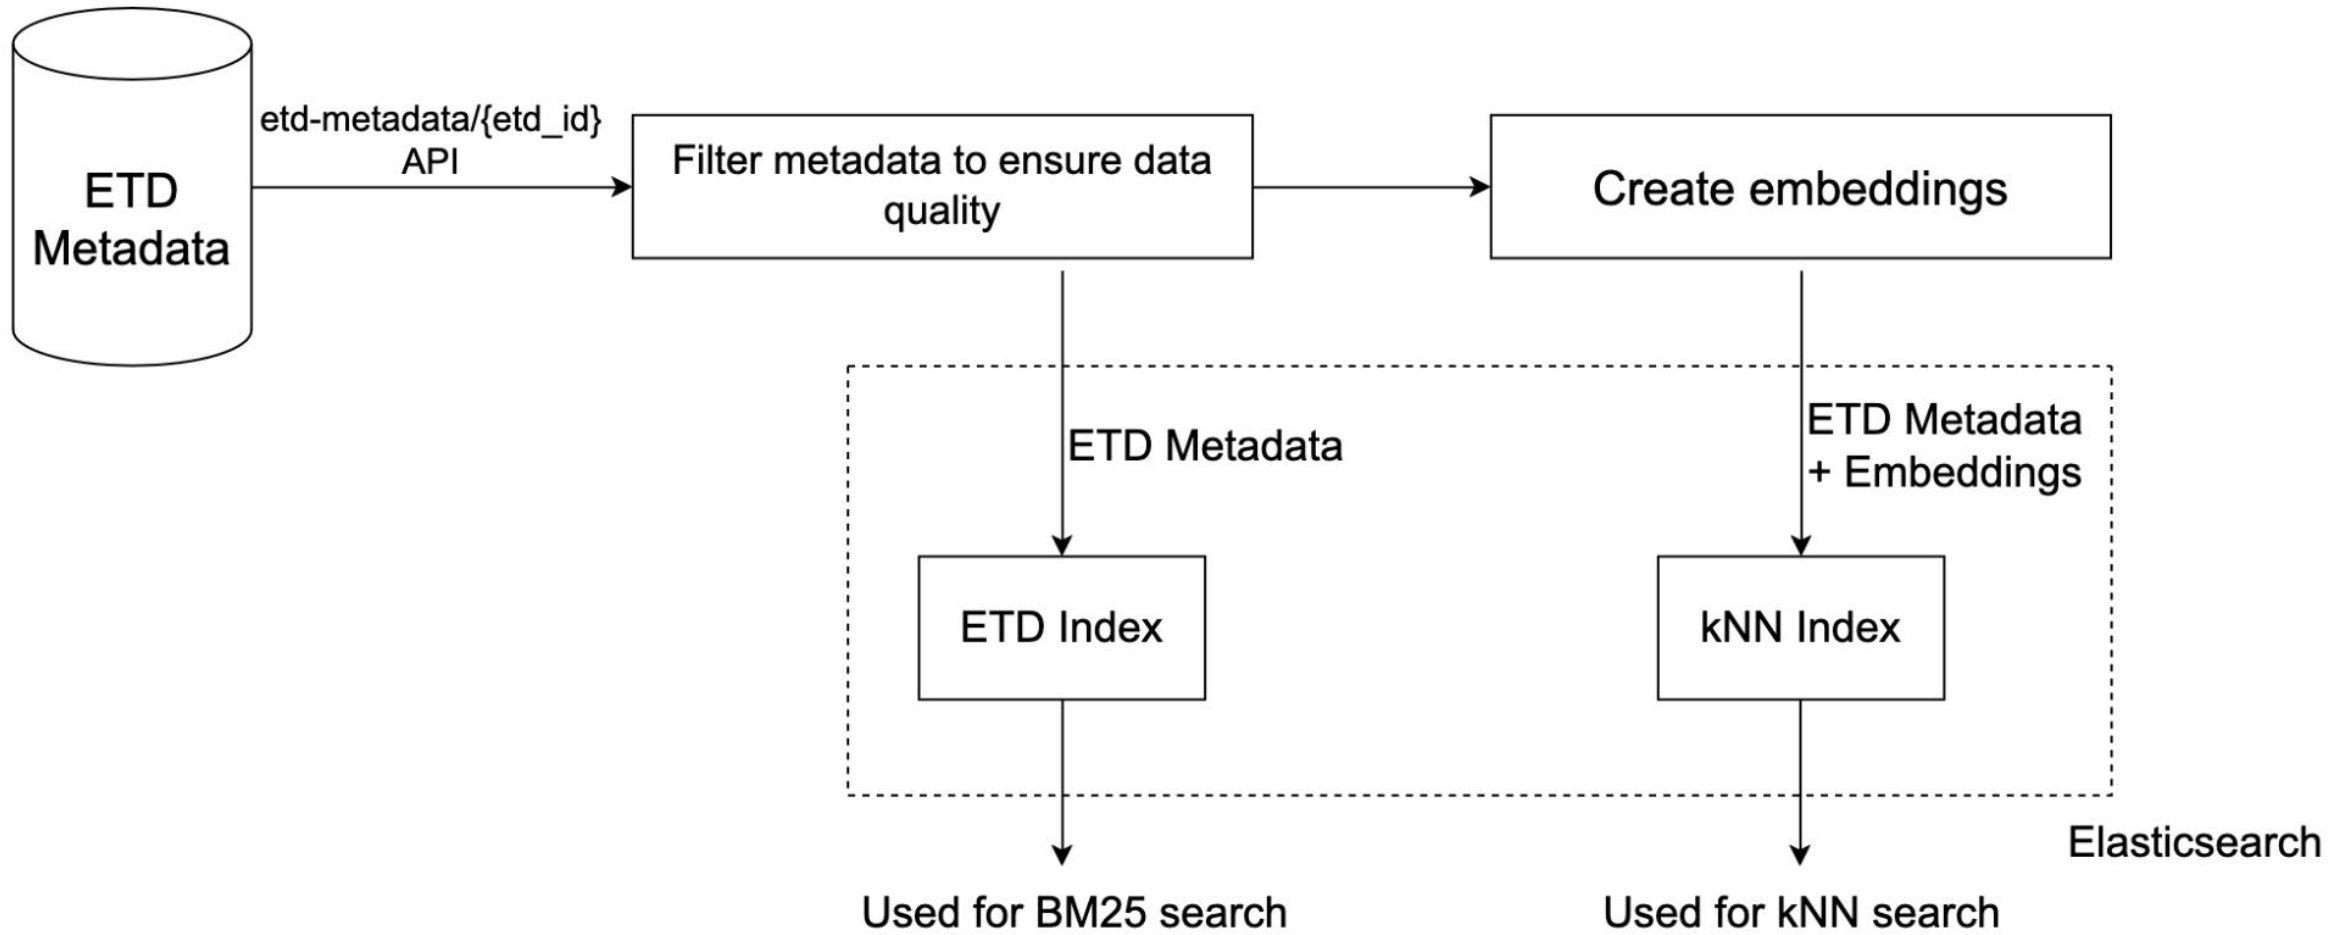 ETD
Metadata
etd-metadata/{etd_id}
API
Filter metadata to ensure data
quality
Create embeddings
ETD Metadata
ETD Metadata
+ Embeddings
ETD Index
kNN Index
Elasticsearch
Used for BM25 search
Used for kNN search